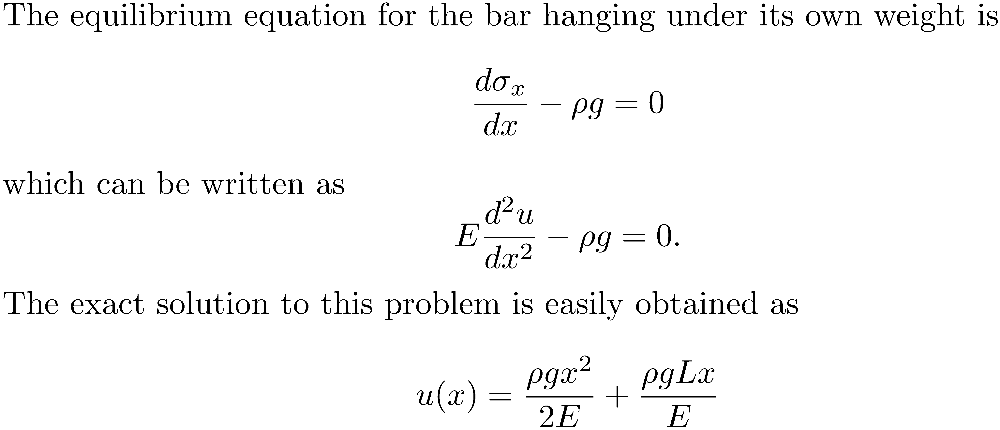 The equilibrium equation for the bar hanging under its own weight is
\frac{d\sigma_x}{dx} - \rho g = 0
which can be written as
E\frac{d^2u}{dx^2} - \rho g = 0.
The exact solution to this problem is easily obtained as
u(x) = \frac{\rho g x^2}{2E} + \frac{\rho g L x}{E}